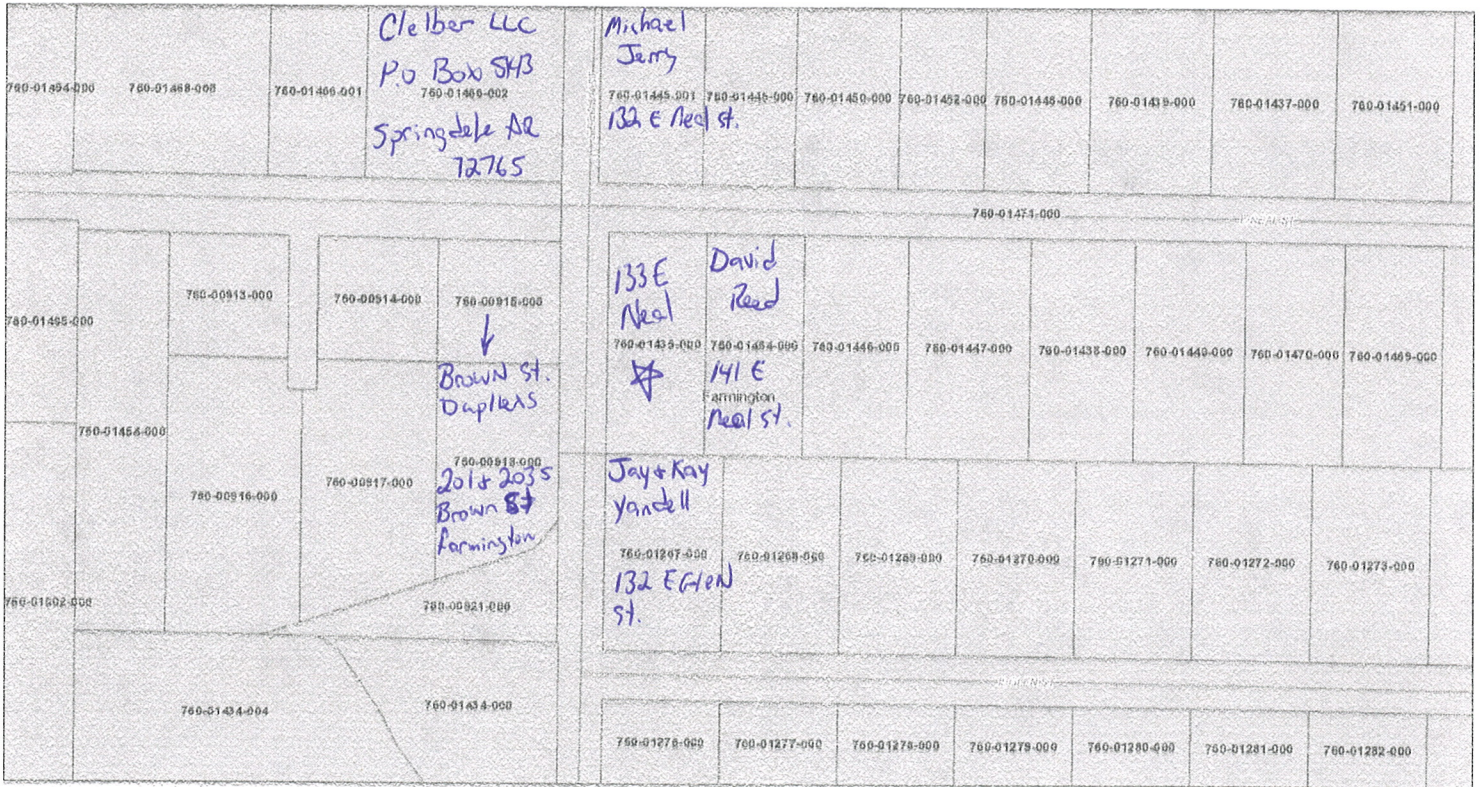 Clelber LLC
P.O Box 5143
760-01494-000 760-01468-000 760-01466-001 760-01466-002
Springdale AR
72765
Michael
Jerry
760-01445-001 760-01445-000 760-01450-000 760-01452-000 760-01448-000 760-01439-000 760-01437-000 760-01451-000
132 E Neal st.
760-01471-000
E NEAL ST
760-00913-000 760-00914-000 760-00915-000
760-01495-000
Brown St.
Duplexs
760-01456-000
760-00916-000 760-00917-000 760-00918-000
201 & 203 S
Brown St
Farmington
133 E
Neal
David
Reed
760-01435-000 760-01464-000 760-01446-000 760-01447-000 760-01438-000 760-01440-000 760-01470-000 760-01469-000
141 E
Farmington
Neal st.
Jay & Kay
Yandell
760-01267-000 760-01268-000 760-01269-000 760-01270-000 760-01271-000 760-01272-000 760-01273-000
132 E Glen
St.
760-00921-000
760-01434-004 760-01434-000
760-01276-000 760-01277-000 760-01278-000 760-01279-000 760-01280-000 760-01281-000 760-01282-000